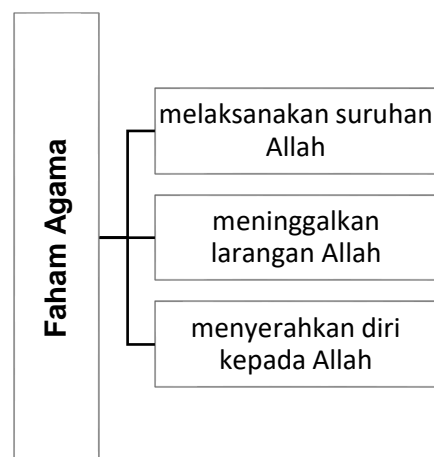 Faham Agama
melaksanakan suruhan
Allah
meninggalkan
larangan Allah
menyerahkan diri
kepada Allah